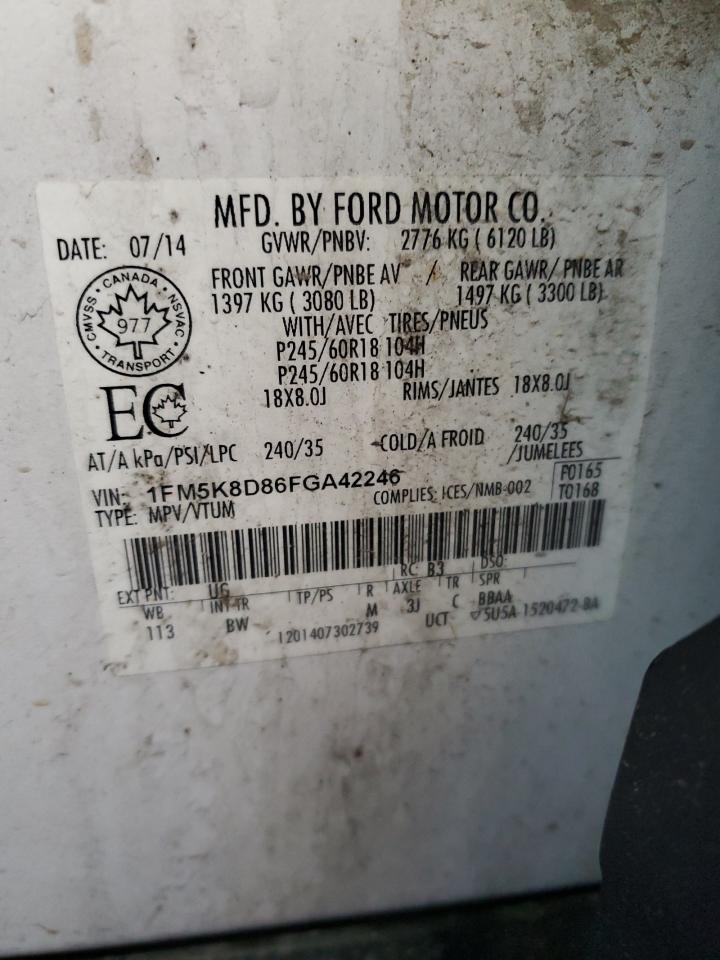 MFD. BY FORD MOTOR CO.
DATE: 07/14
GVWR/PNBV: 2776 KG ( 6120 LB)
FRONT GAWR/PNBE AV / REAR GAWR/ PNBE AR
1397 KG ( 3080 LB) 1497 KG ( 3300 LB)
WITH/AVEC TIRES/PNEUS
P245/60R18 104H
P245/60R18 104H
18X8.0J RIMS/JANTES 18X8.0J
CMVSS · CANADA · NSVAC · TRANSPORT ·
977
EC
AT/A kPa/PSI/LPC 240/35 COLD/A FROID 240/35
/JUMELEES
VIN: 1FM5K8D86FGA42246
COMPLIES: ICES/NMB-002
F0165
T0168
TYPE: MPV/VTUM
EXT PNT: UG RC: B3 DSO:
WB INT TR TP/PS R AXLE TR SPR
113 BW M 3J C BBAA
1201407302739 UCT 5U5A-1520472-BA